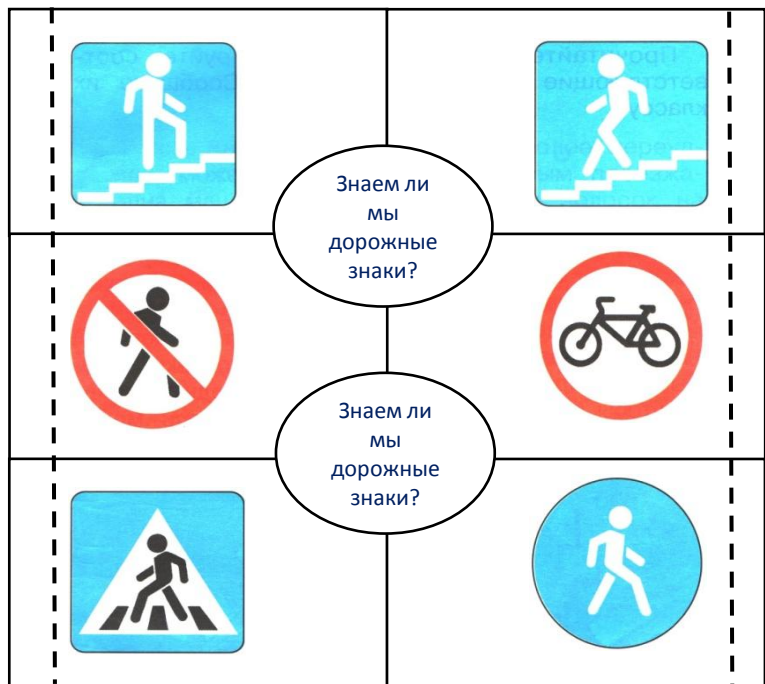 Знаем ли
мы
дорожные
знаки?
Знаем ли
мы
дорожные
знаки?